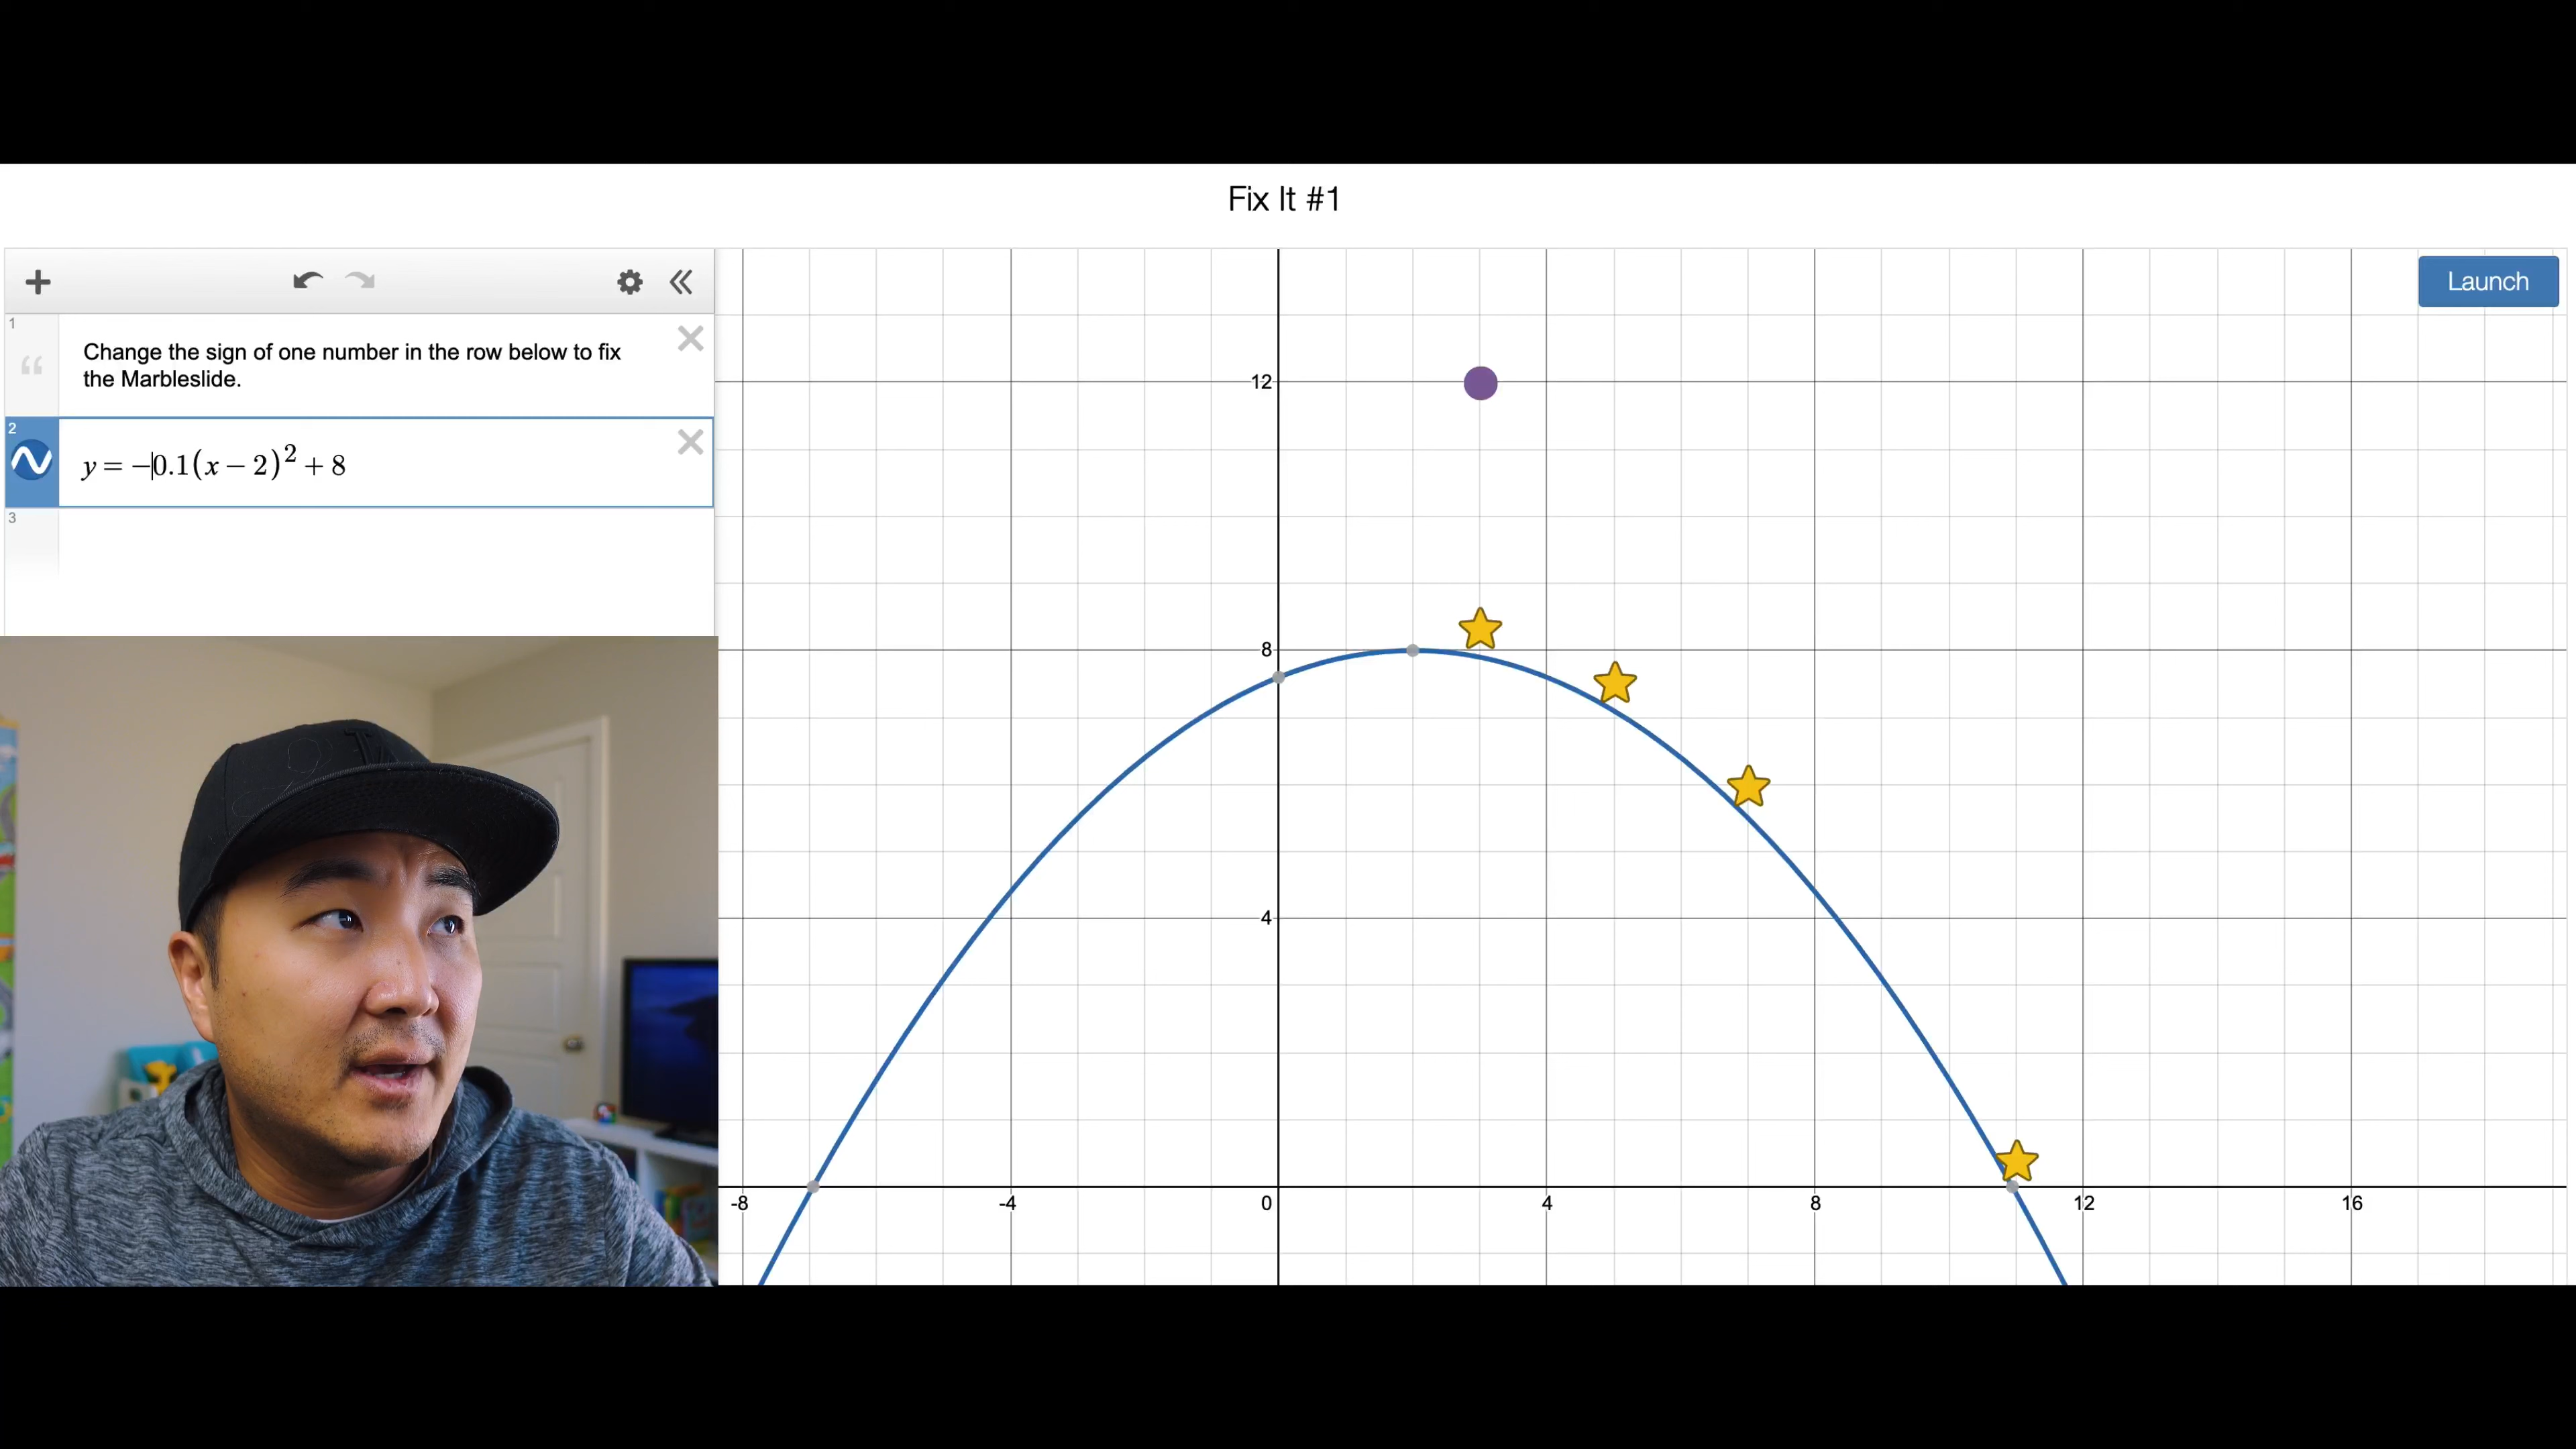 Fix It #1
Launch
1
Change the sign of one number in the row below to fix
the Marbleslide.
2
y = −0.1(x − 2)² + 8
3
12
8
4
-8
-4
0
4
8
12
16